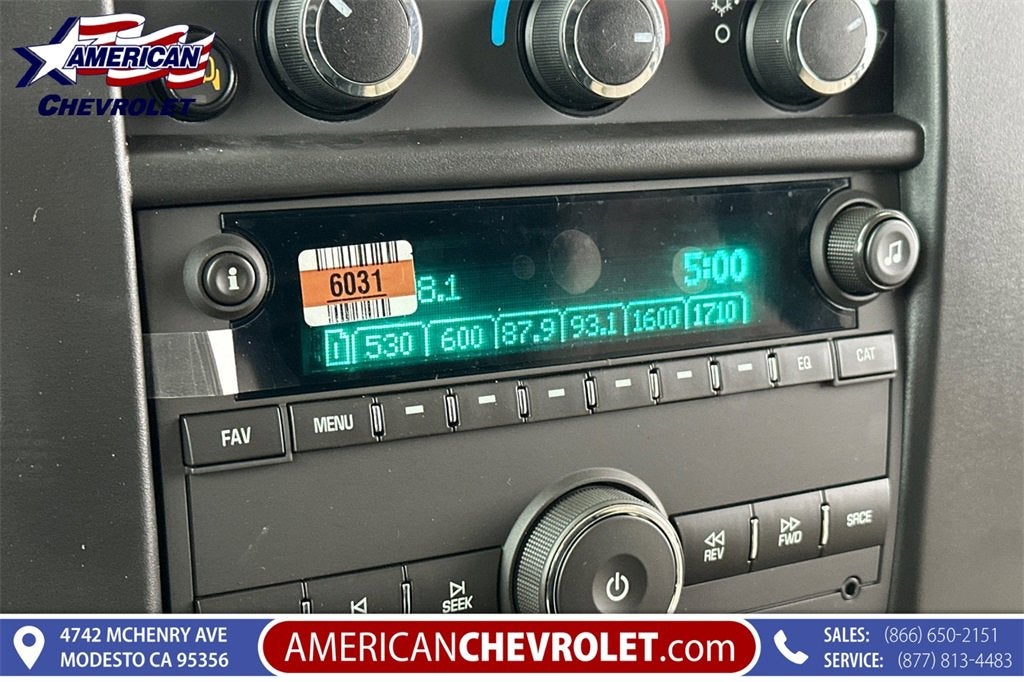 AMERICAN
CHEVROLET
6031
8.1
5:00
1
530
600
87.9
93.1
1600
1710
FAV
MENU
EQ
CAT
REV
FWD
SRCE
SEEK
4742 MCHENRY AVE
MODESTO CA 95356
AMERICANCHEVROLET.com
SALES: (866) 650-2151
SERVICE: (877) 813-4483